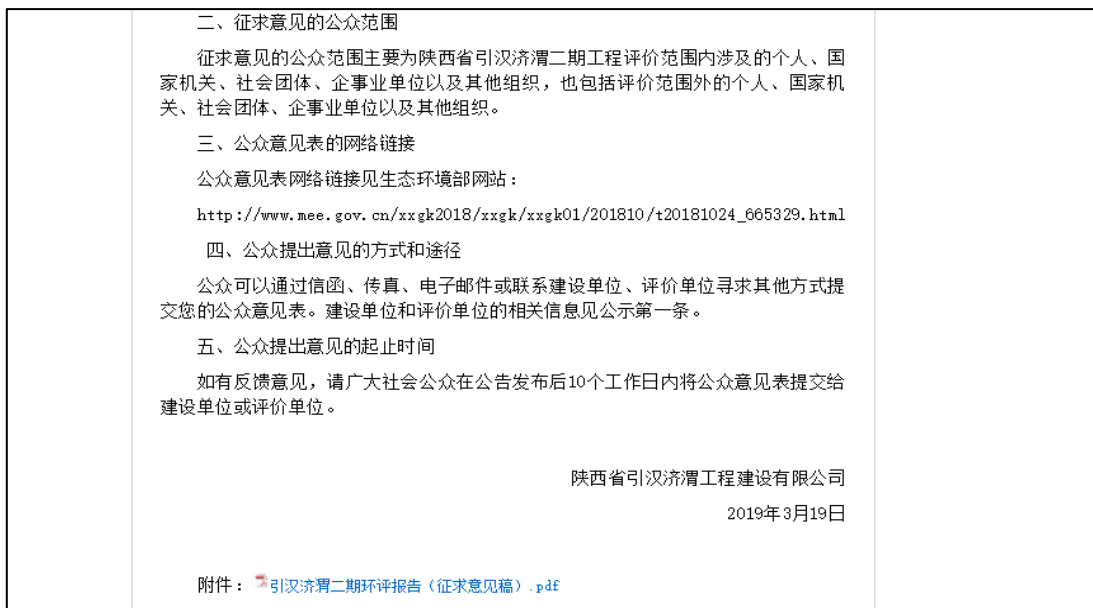 二、征求意见的公众范围
征求意见的公众范围主要为陕西省引汉济渭二期工程评价范围内涉及的个人、国
家机关、社会团体、企事业单位以及其他组织，也包括评价范围外的个人、国家机
关、社会团体、企事业单位以及其他组织。
三、公众意见表的网络链接
公众意见表网络链接见生态环境部网站：
http://www.mee.gov.cn/xxgk2018/xxgk/xxgk01/201810/t20181024_665329.html
四、公众提出意见的方式和途径
公众可以通过信函、传真、电子邮件或联系建设单位、评价单位寻求其他方式提
交您的公众意见表。建设单位和评价单位的相关信息见公示第一条。
五、公众提出意见的起止时间
如有反馈意见，请广大社会公众在公告发布后10个工作日内将公众意见表提交给
建设单位或评价单位。
陕西省引汉济渭工程建设有限公司
2019年3月19日
附件：引汉济渭二期环评报告（征求意见稿）.pdf